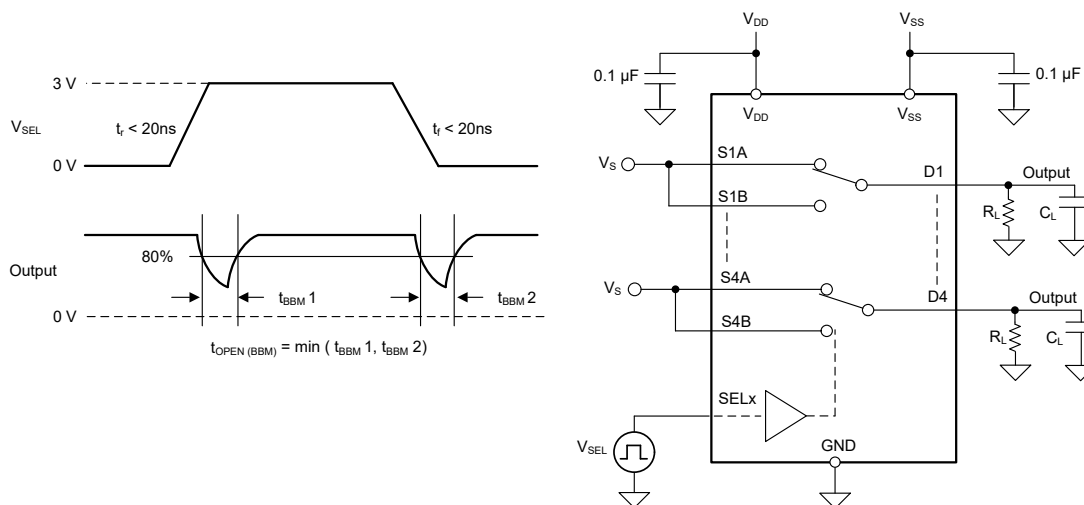 3 V
V_SEL
t_r < 20ns
t_f < 20ns
0 V
80%
Output
t_BBM 1
t_BBM 2
0 V
t_OPEN (BBM) = min ( t_BBM 1, t_BBM 2)
V_DD
V_SS
0.1 µF
0.1 µF
V_DD
V_SS
V_S
S1A
D1
Output
S1B
R_L
C_L
V_S
S4A
D4
Output
S4B
R_L
C_L
SELx
V_SEL
GND